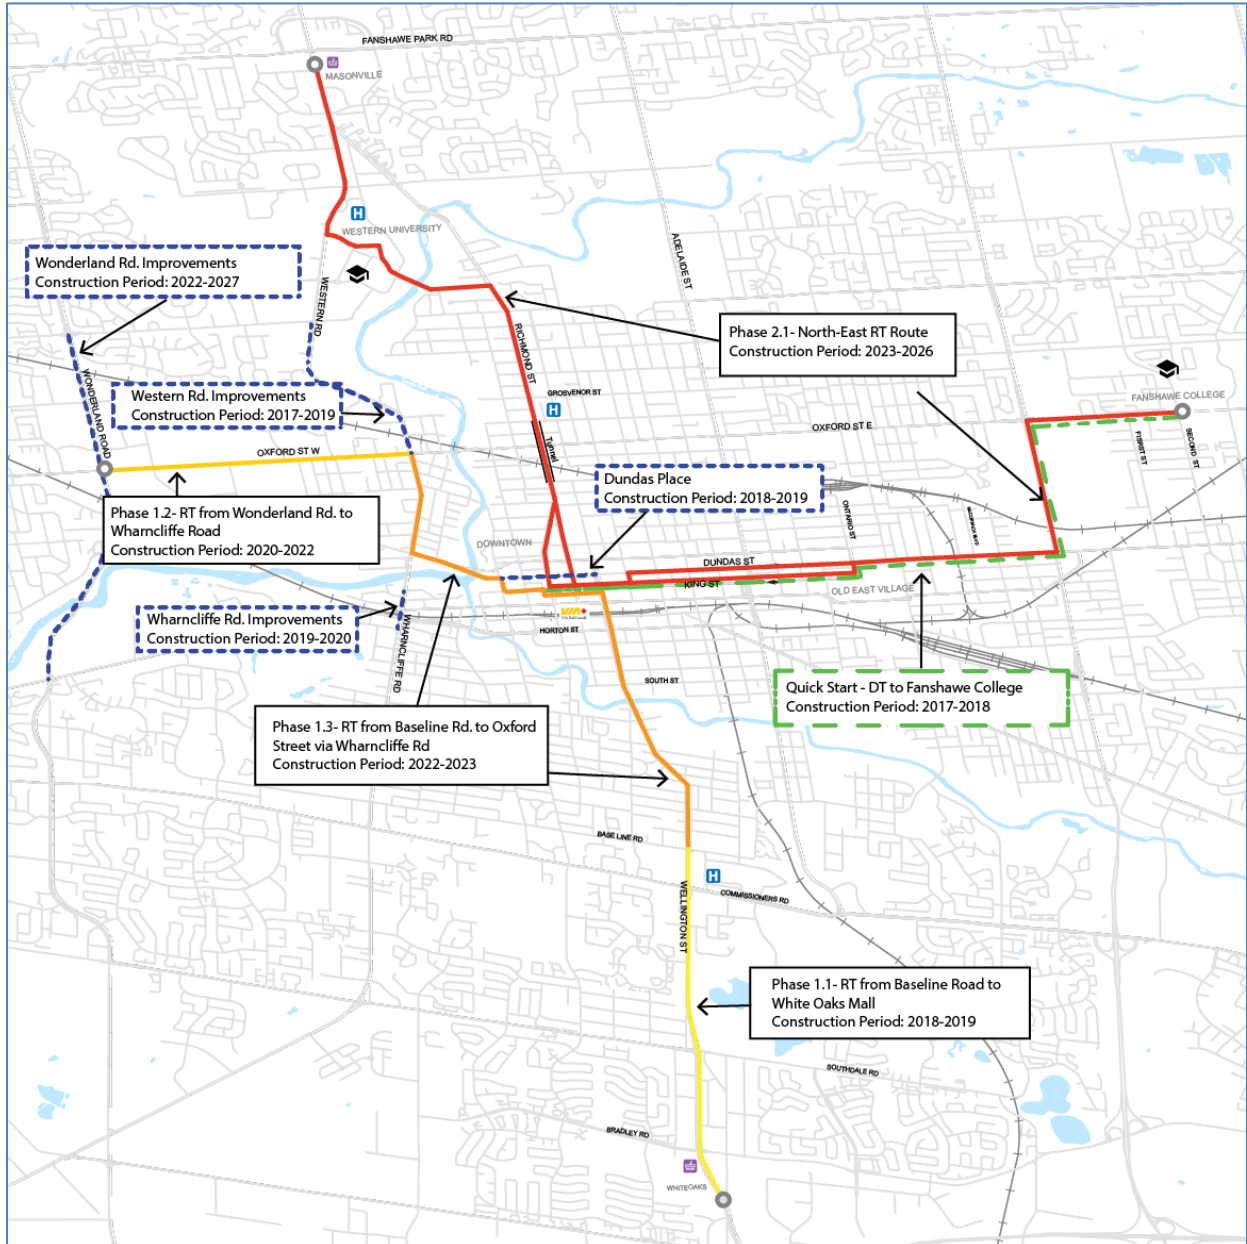 FANSHAWE PARK RD
MASONVILLE
H
WESTERN UNIVERSITY
ADELAIDE ST
Wonderland Rd. Improvements
Construction Period: 2022-2027
WESTERN RD
RICHMOND ST
Phase 2.1- North-East RT Route
Construction Period: 2023-2026
WONDERLAND ROAD
Western Rd. Improvements
Construction Period: 2017-2019
GROSVENOR ST
H
FANSHAWE COLLEGE
OXFORD ST E
FIRST ST
SECOND ST
Tunnel
OXFORD ST W
Dundas Place
Construction Period: 2018-2019
Phase 1.2- RT from Wonderland Rd. to
Wharncliffe Road
Construction Period: 2020-2022
ONTARIO ST
DOWNTOWN
DUNDAS ST
KING ST
OLD EAST VILLAGE
VIA
Wharncliffe Rd. Improvements
Construction Period: 2019-2020
WHARNCLIFFE RD
HORTON ST
SOUTH ST
Quick Start - DT to Fanshawe College
Construction Period: 2017-2018
Phase 1.3- RT from Baseline Rd. to Oxford
Street via Wharncliffe Rd
Construction Period: 2022-2023
BASE LINE RD
H
COMMISSIONERS RD
WELLINGTON ST
Phase 1.1- RT from Baseline Road to
White Oaks Mall
Construction Period: 2018-2019
SOUTHDALE RD
BRADLEY RD
WHITEOAKS